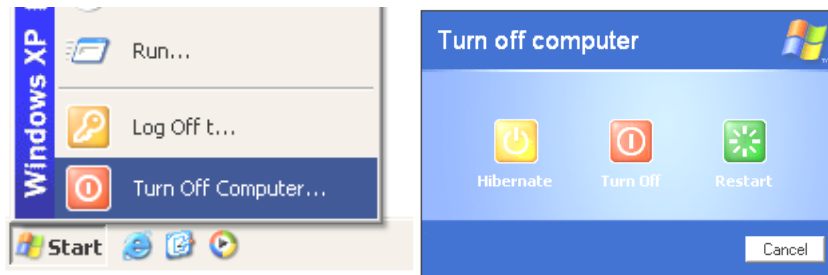 Windows XP
Run...
Log Off t...
Turn Off Computer...
Start
Turn off computer
Hibernate
Turn Off
Restart
Cancel